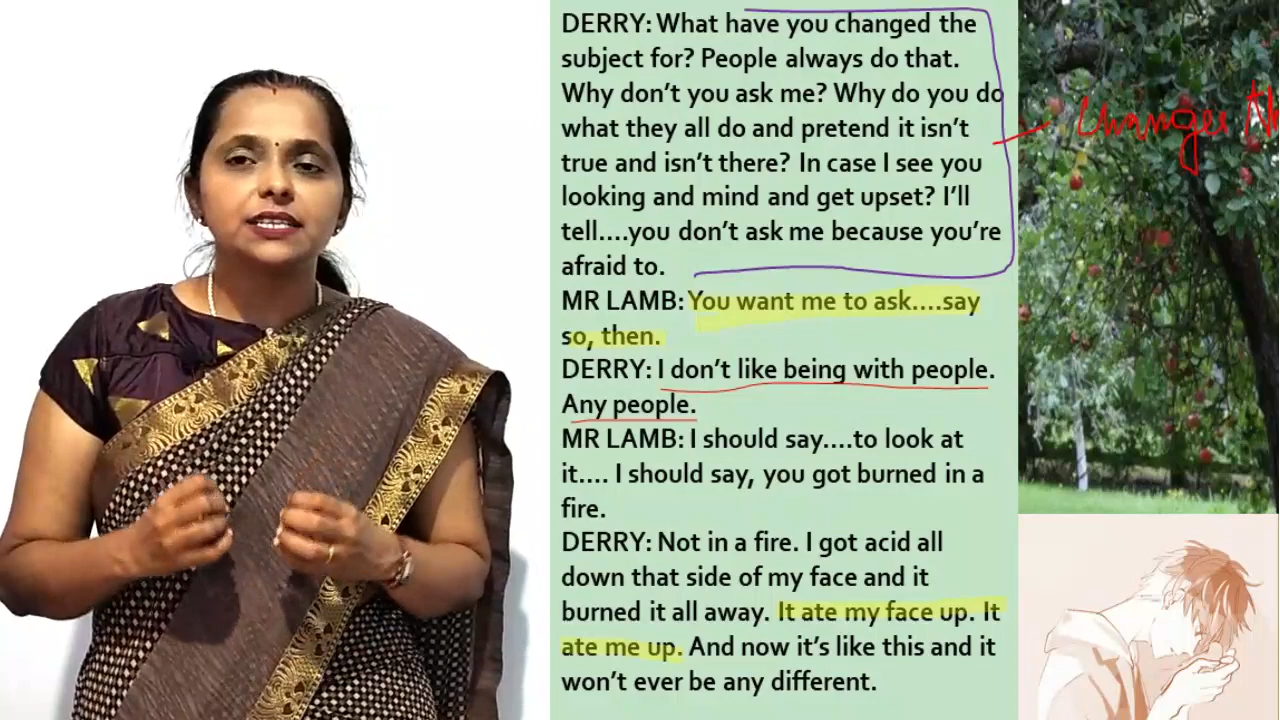 DERRY: What have you changed the
subject for? People always do that.
Why don't you ask me? Why do you do
what they all do and pretend it isn't
true and isn't there? In case I see you
looking and mind and get upset? I'll
tell....you don't ask me because you're
afraid to.
MR LAMB: You want me to ask....say
so, then.
DERRY: I don't like being with people.
Any people.
MR LAMB: I should say....to look at
it.... I should say, you got burned in a
fire.
DERRY: Not in a fire. I got acid all
down that side of my face and it
burned it all away. It ate my face up. It
ate me up. And now it's like this and it
won't ever be any different.
changes